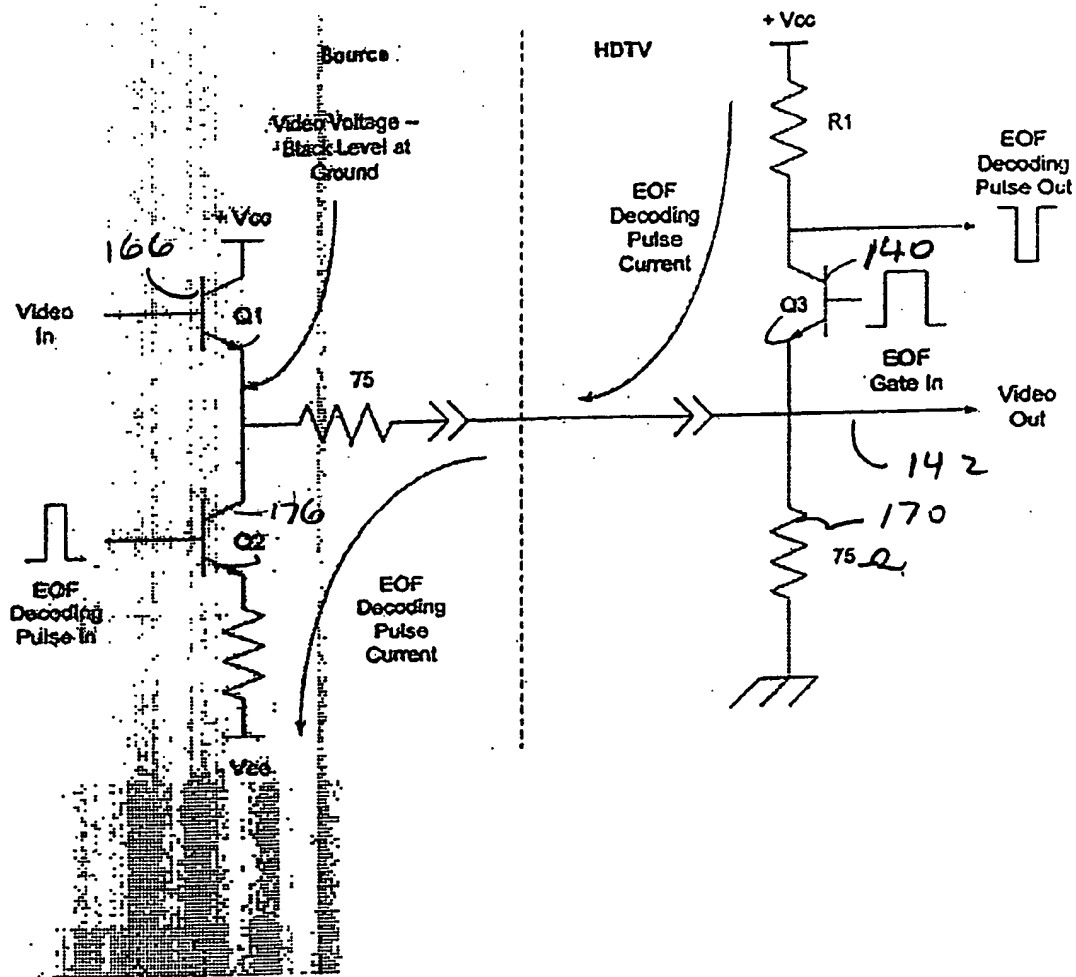 Source
HDTV
+ Vcc
R1
Video Voltage –
Black Level at
Ground
EOF
Decoding
Pulse Out
EOF
Decoding
Pulse
Current
+ Vcc
166
140
Video
In
Q1
Q3
EOF
Gate In
75
Video
Out
142
176
170
Q2
75 Ω
EOF
Decoding
Pulse In
EOF
Decoding
Pulse
Current